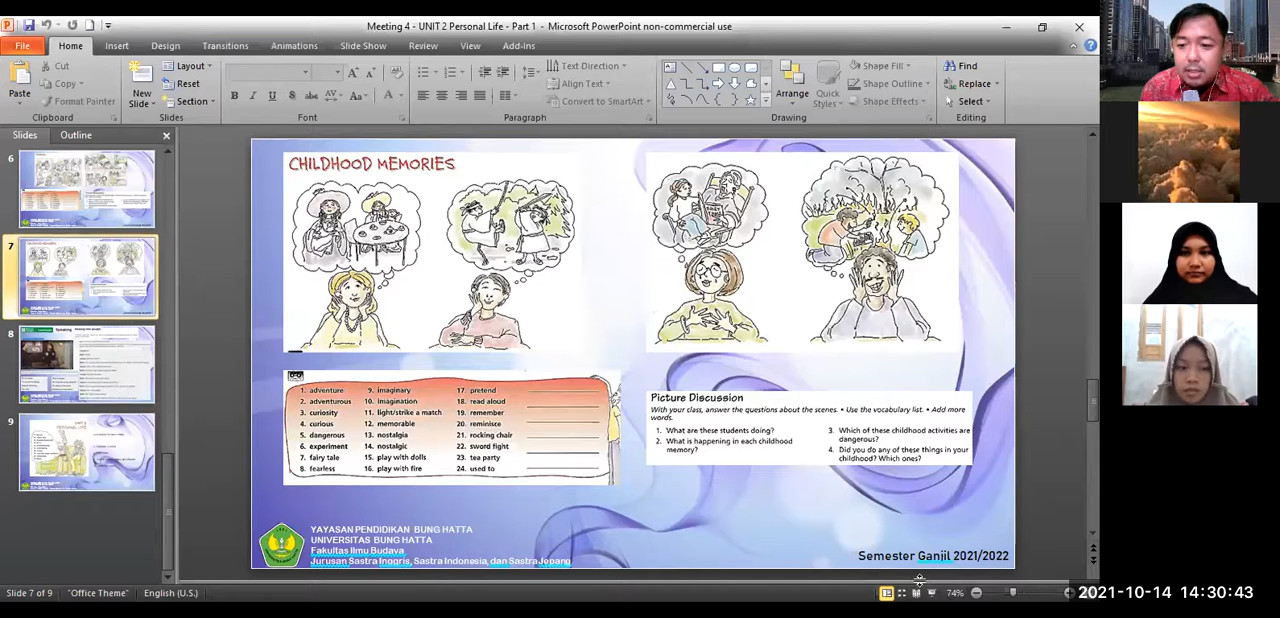 Meeting 4 - UNIT 2 Personal Life - Part 1 - Microsoft PowerPoint non-commercial use
File Home Insert Design Transitions Animations Slide Show Review View Add-Ins
Paste
Cut
Copy
Format Painter
Clipboard
New Slide
Layout
Reset
Section
Slides
B I U S abc AV Aa A
Font
Text Direction
Align Text
Convert to SmartArt
Paragraph
Arrange
Quick Styles
Shape Fill
Shape Outline
Shape Effects
Drawing
Find
Replace
Select
Editing
Slides Outline
6
7
8
9
CHILDHOOD MEMORIES
1. adventure
2. adventurous
3. curiosity
4. curious
5. dangerous
6. experiment
7. fairy tale
8. fearless
9. imaginary
10. imagination
11. light/strike a match
12. memorable
13. nostalgia
14. nostalgic
15. play with dolls
16. play with fire
17. pretend
18. read aloud
19. remember
20. reminisce
21. rocking chair
22. sword fight
23. tea party
24. used to
Picture Discussion
With your class, answer the questions about the scenes. • Use the vocabulary list. • Add more
words.
1. What are these students doing?
2. What is happening in each childhood
memory?
3. Which of these childhood activities are
dangerous?
4. Did you do any of these things in your
childhood? Which ones?
YAYASAN PENDIDIKAN BUNG HATTA
UNIVERSITAS BUNG HATTA
Fakultas Ilmu Budaya
Jurusan Sastra Inggris, Sastra Indonesia, dan Sastra Jepang
Semester Ganjil 2021/2022
Slide 7 of 9 "Office Theme" English (U.S.) 74%
2021-10-14 14:30:43